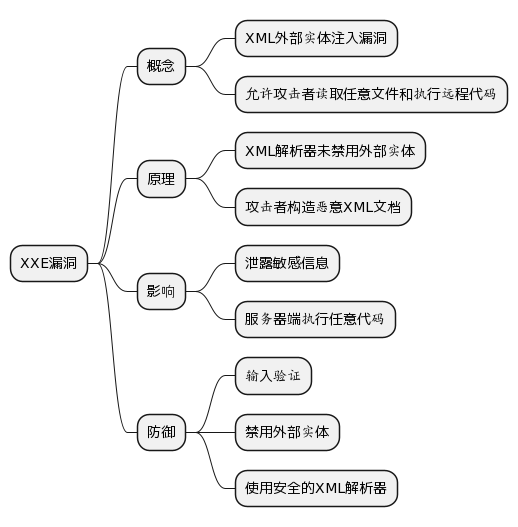 XXE漏洞
概念
XML外部实体注入漏洞
允许攻击者读取任意文件和执行远程代码
原理
XML解析器未禁用外部实体
攻击者构造恶意XML文档
影响
泄露敏感信息
服务器端执行任意代码
防御
输入验证
禁用外部实体
使用安全的XML解析器